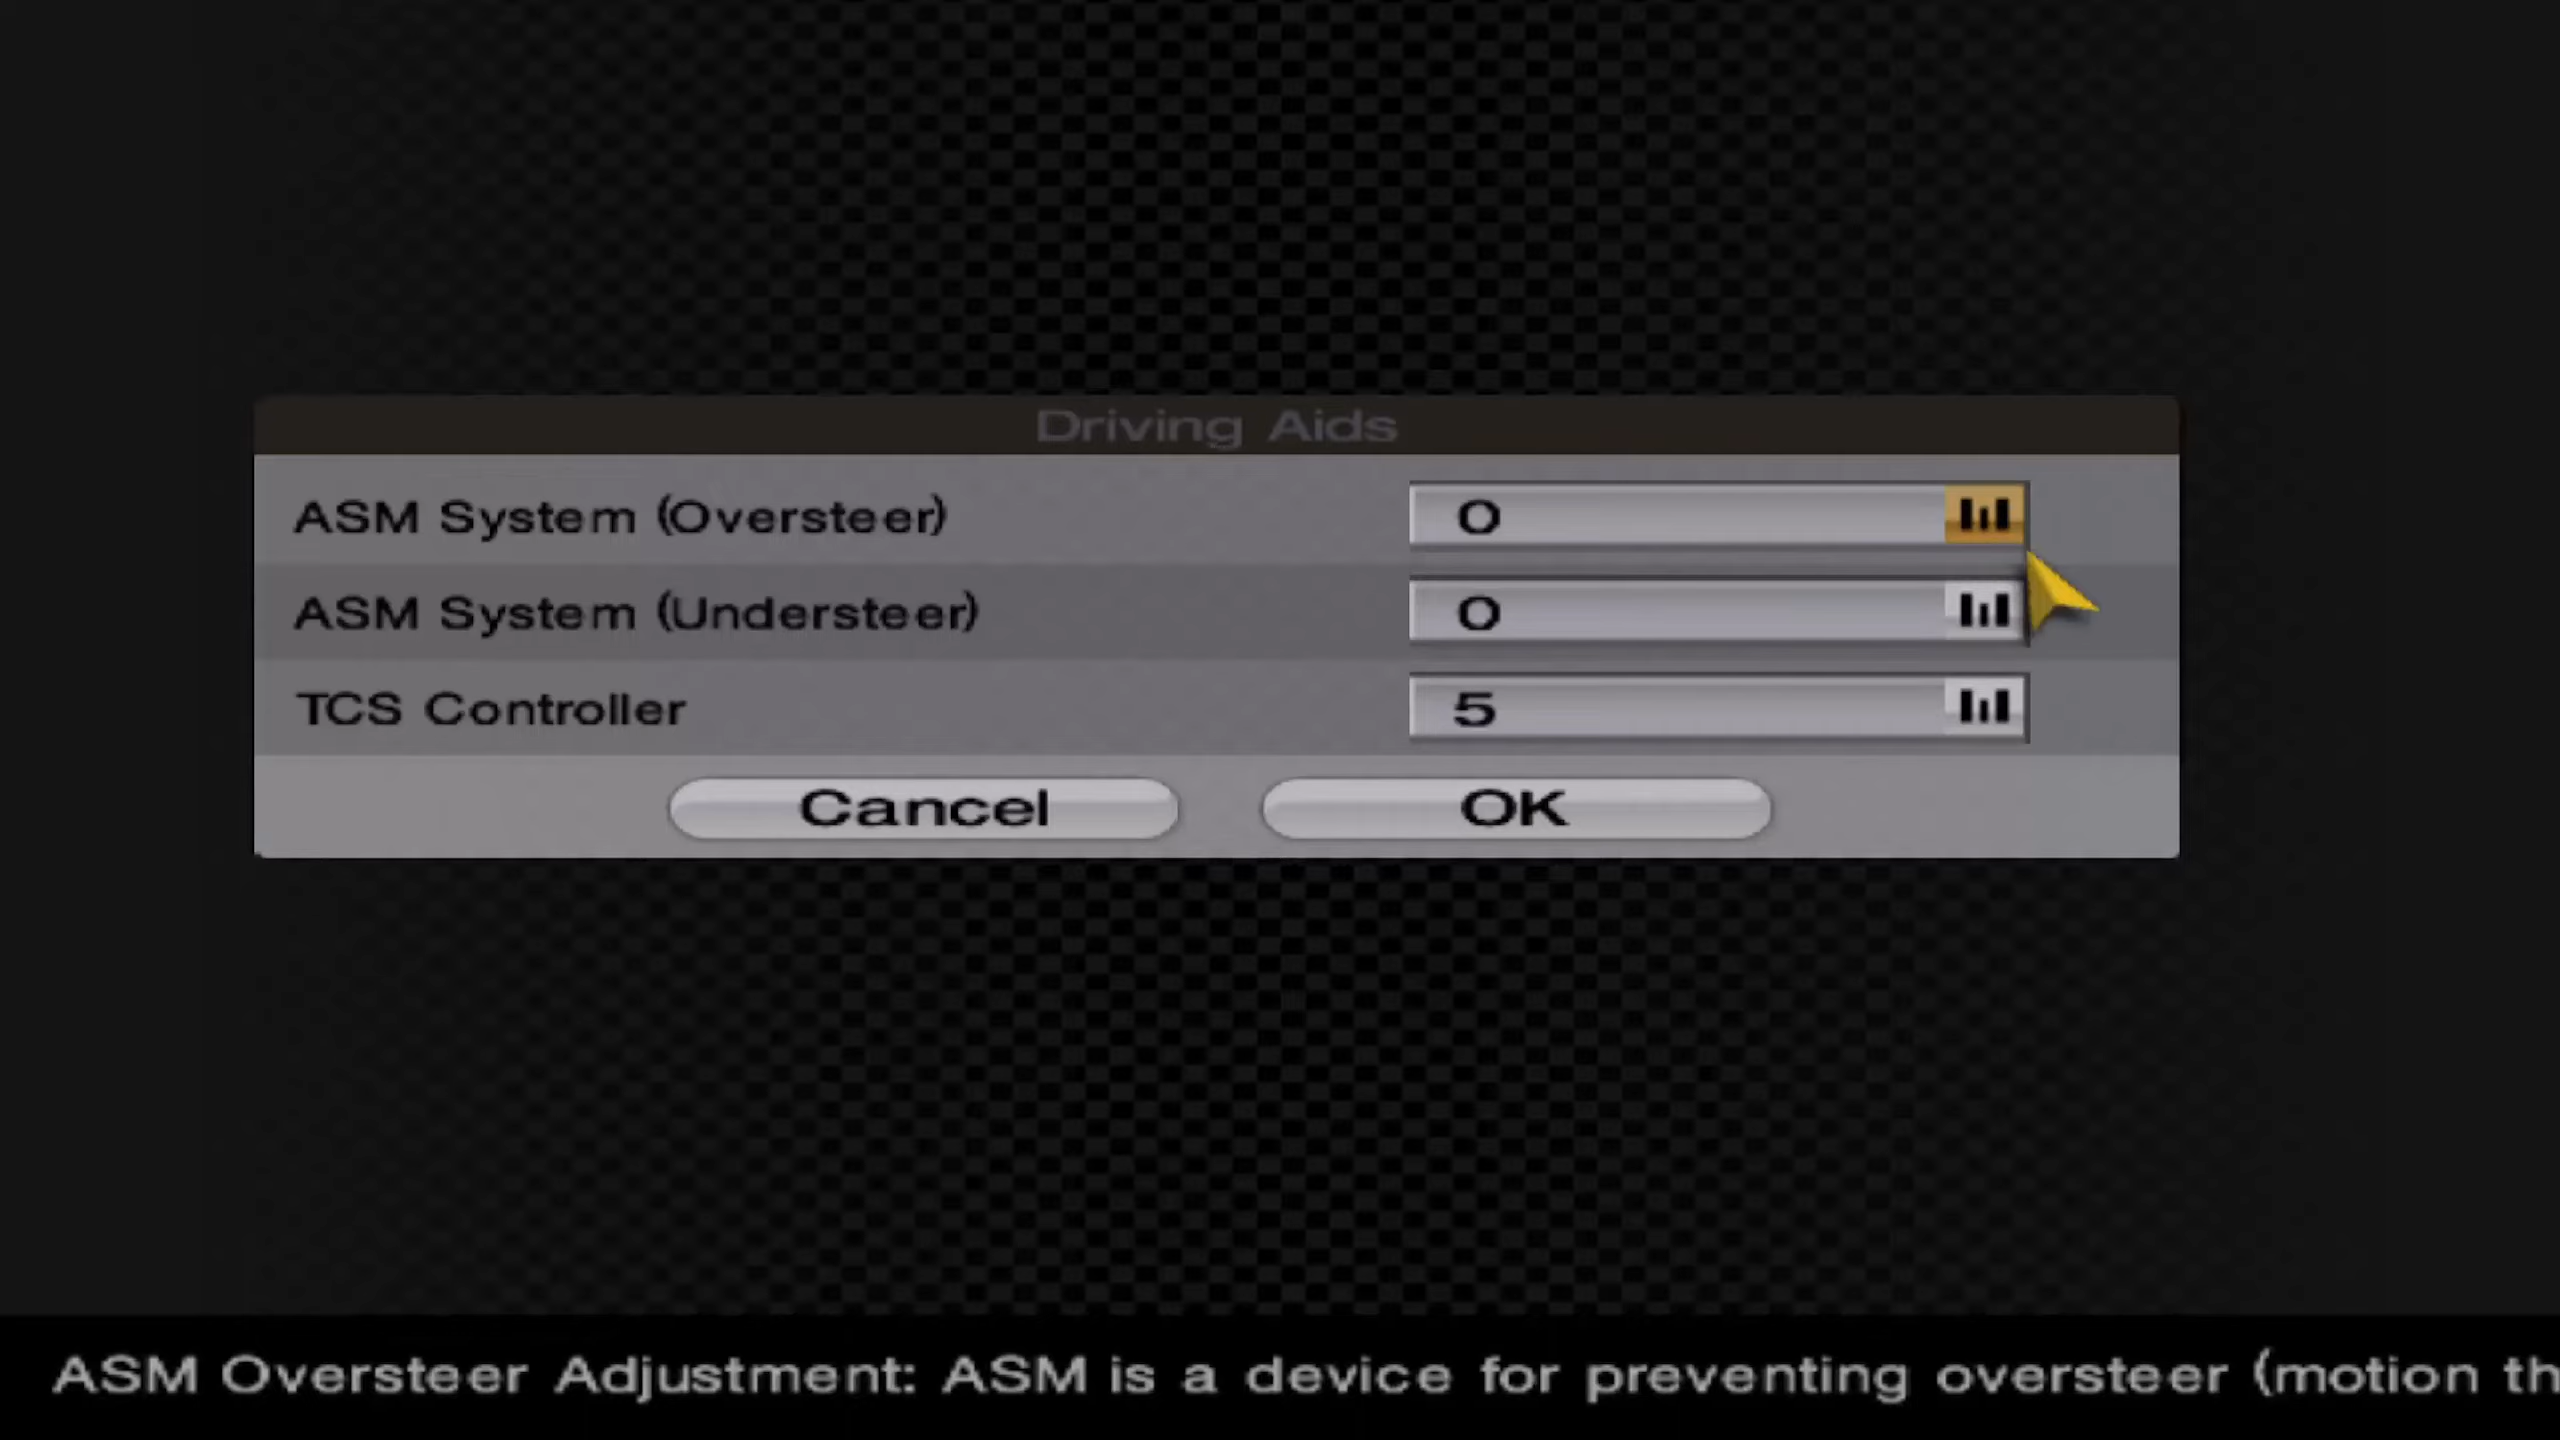 Driving Aids
ASM System (Oversteer) 0
ASM System (Understeer) 0
TCS Controller 5
Cancel OK
ASM Oversteer Adjustment: ASM is a device for preventing oversteer (motion th